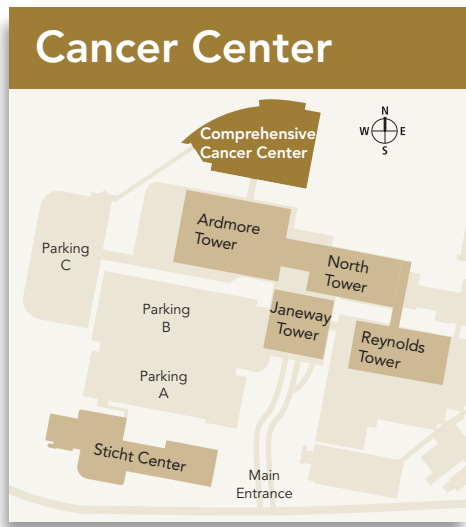 Cancer Center
N
W E
S
Comprehensive
Cancer Center
Ardmore
Tower
Parking
C
North
Tower
Parking
B
Janeway
Tower
Reynolds
Tower
Parking
A
Sticht Center
Main
Entrance